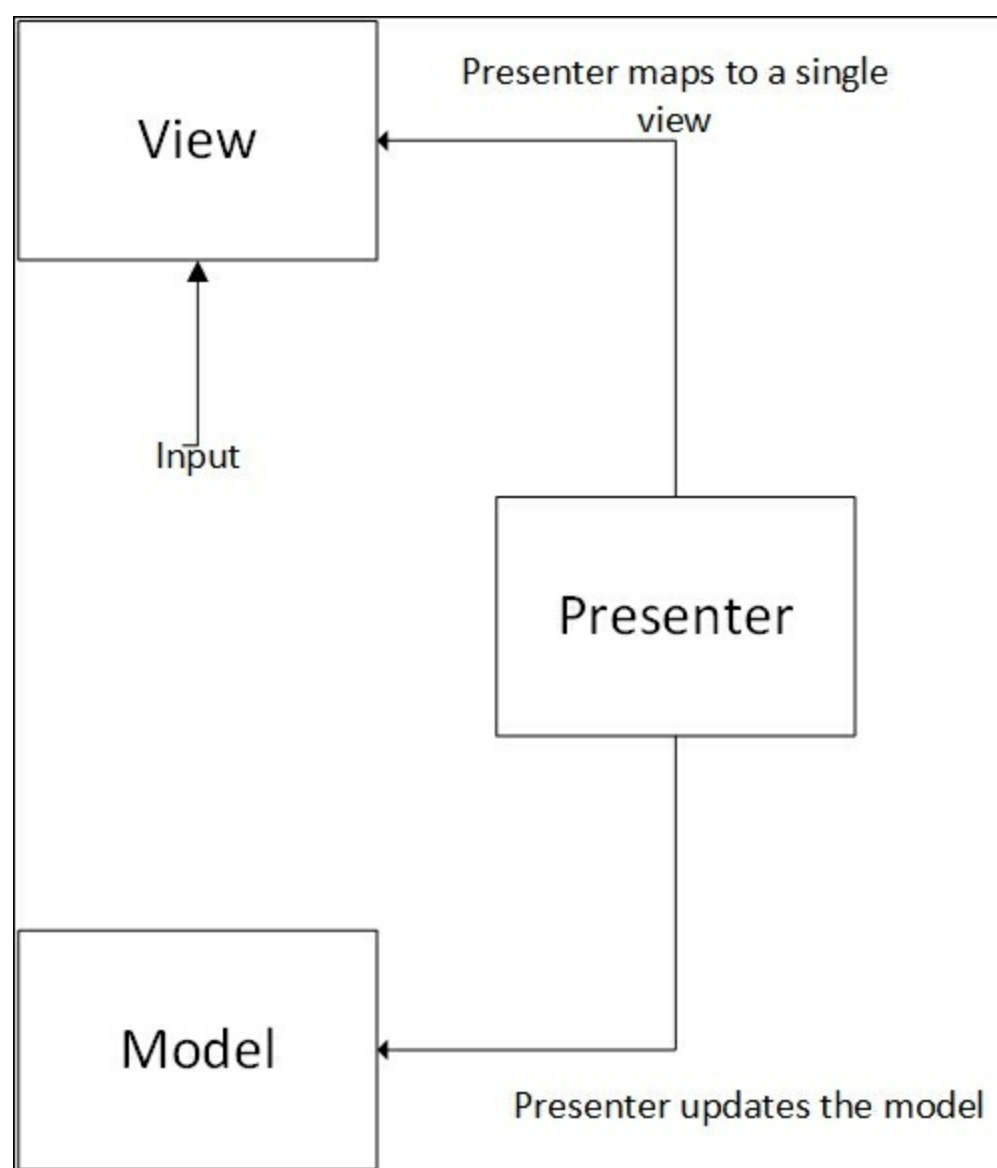 View
Presenter maps to a single
view
Input
Presenter
Model
Presenter updates the model